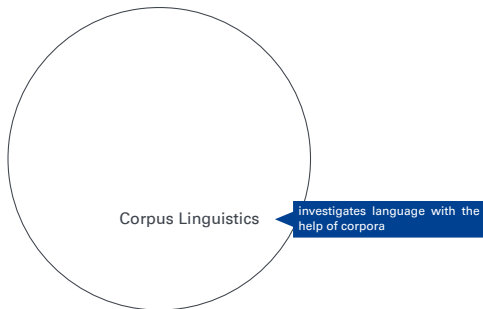 Corpus Linguistics
investigates language with the
help of corpora